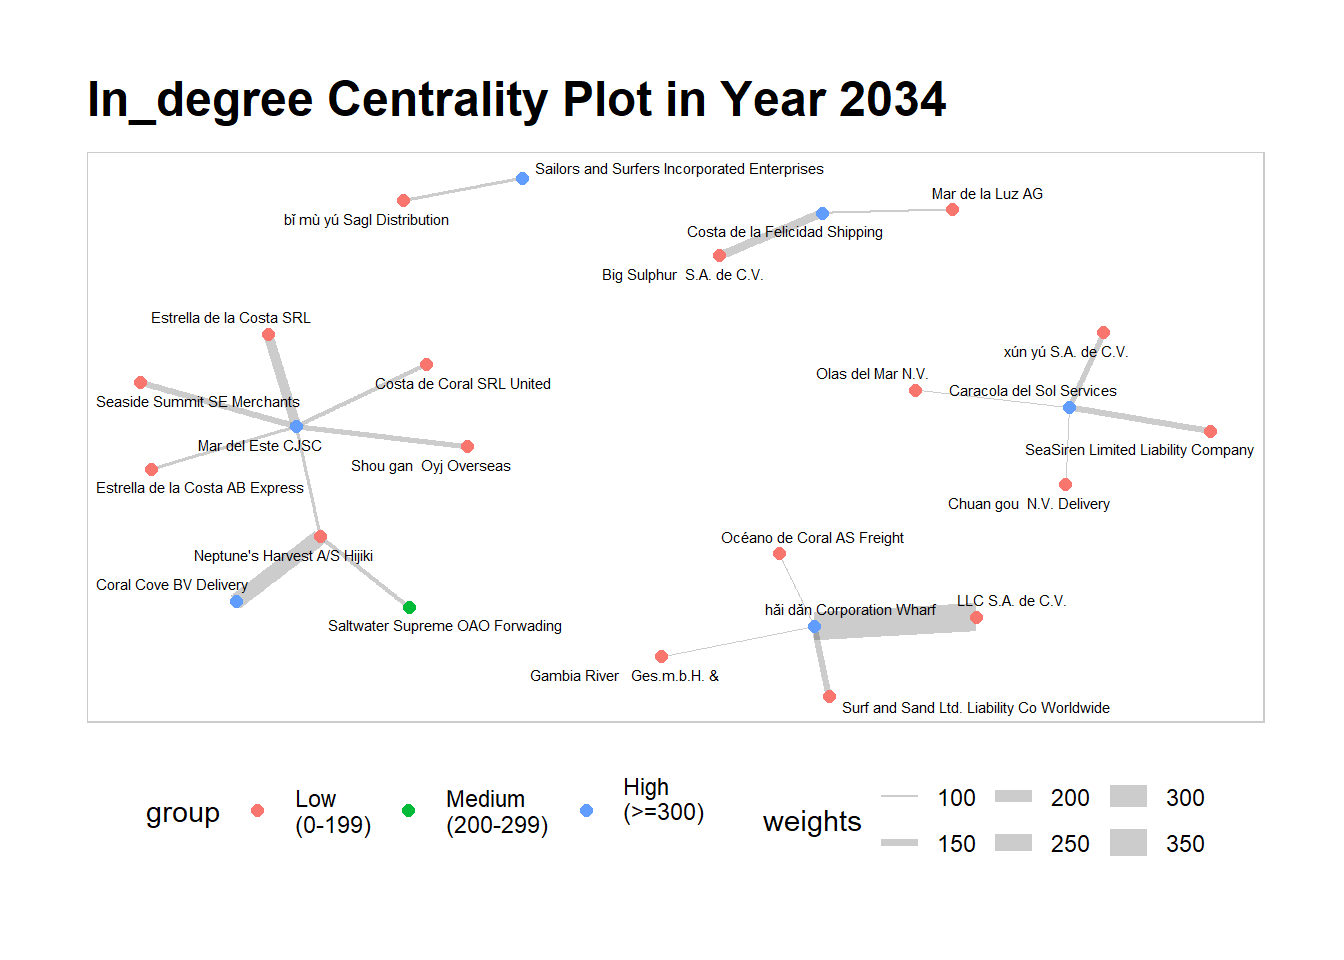 In_degree Centrality Plot in Year 2034
Sailors and Surfers Incorporated Enterprises
bǐ mù yú Sagl Distribution
Mar de la Luz AG
Costa de la Felicidad Shipping
Big Sulphur  S.A. de C.V.
Estrella de la Costa SRL
Costa de Coral SRL United
Seaside Summit SE Merchants
Mar del Este CJSC
Shou gan  Oyj Overseas
Estrella de la Costa AB Express
Neptune's Harvest A/S Hijiki
Coral Cove BV Delivery
Saltwater Supreme OAO Forwading
xún yú S.A. de C.V.
Olas del Mar N.V.
Caracola del Sol Services
SeaSiren Limited Liability Company
Chuan gou  N.V. Delivery
Océano de Coral AS Freight
LLC S.A. de C.V.
hǎi dǎn Corporation Wharf
Gambia River   Ges.m.b.H. &
Surf and Sand Ltd. Liability Co Worldwide
group
Low
(0-199)
Medium
(200-299)
High
(>=300)
weights
100
200
300
150
250
350